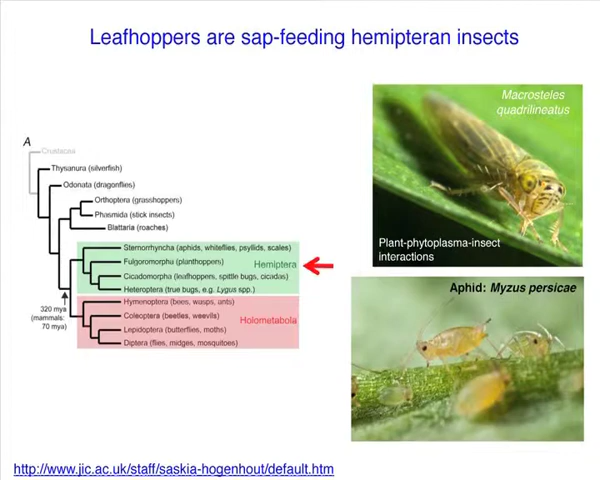 Leafhoppers are sap-feeding hemipteran insects
A
Crustacea
Thysanura (silverfish)
Odonata (dragonflies)
Orthoptera (grasshoppers)
Phasmida (stick insects)
Blattaria (roaches)
Sternorrhyncha (aphids, whiteflies, psyllids, scales)
Fulgoromorpha (planthoppers)
Hemiptera
Cicadomorpha (leafhoppers, spittle bugs, cicadas)
Heteroptera (true bugs, e.g. Lygus spp.)
Hymenoptera (bees, wasps, ants)
Coleoptera (beetles, weevils)
Holometabola
Lepidoptera (butterflies, moths)
Diptera (flies, midges, mosquitoes)
320 mya
(mammals:
70 mya)
Macrosteles
quadrilineatus
Plant-phytoplasma-insect
interactions
Aphid: Myzus persicae
http://www.jic.ac.uk/staff/saskia-hogenhout/default.htm